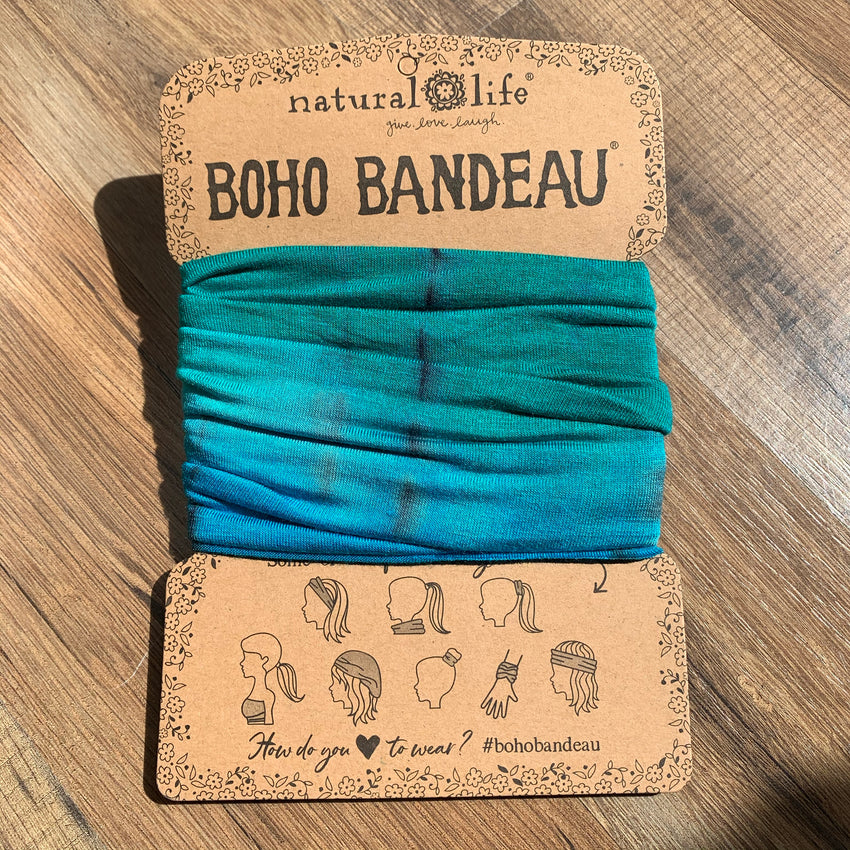 natural life®
give. love. laugh.
BOHO BANDEAU®
How do you ♥ to wear? #bohobandeau